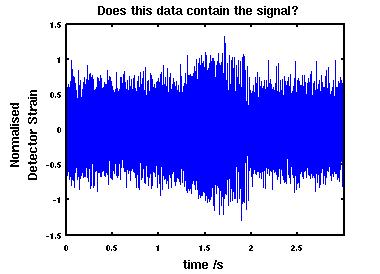 Does this data contain the signal?
1.5
1
0.5
0
-0.5
-1
-1.5
Normalised
Detector Strain
0 0.5 1 1.5 2 2.5
time /s